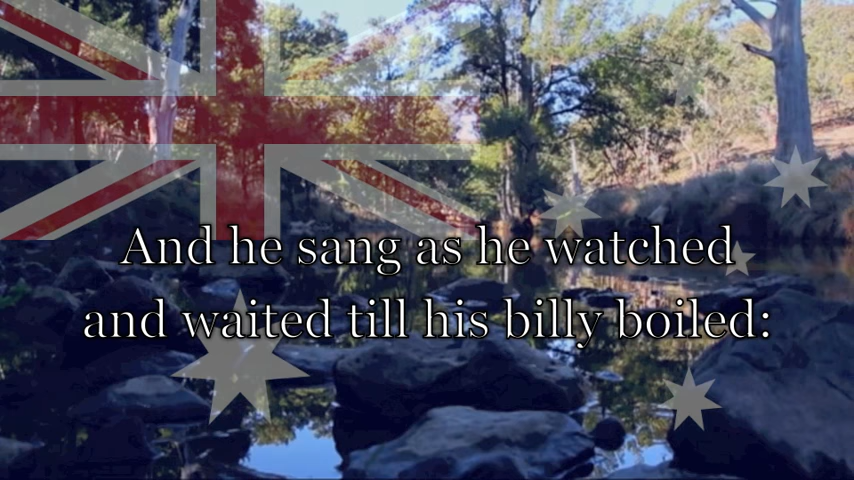 And he sang as he watched
and waited till his billy boiled: